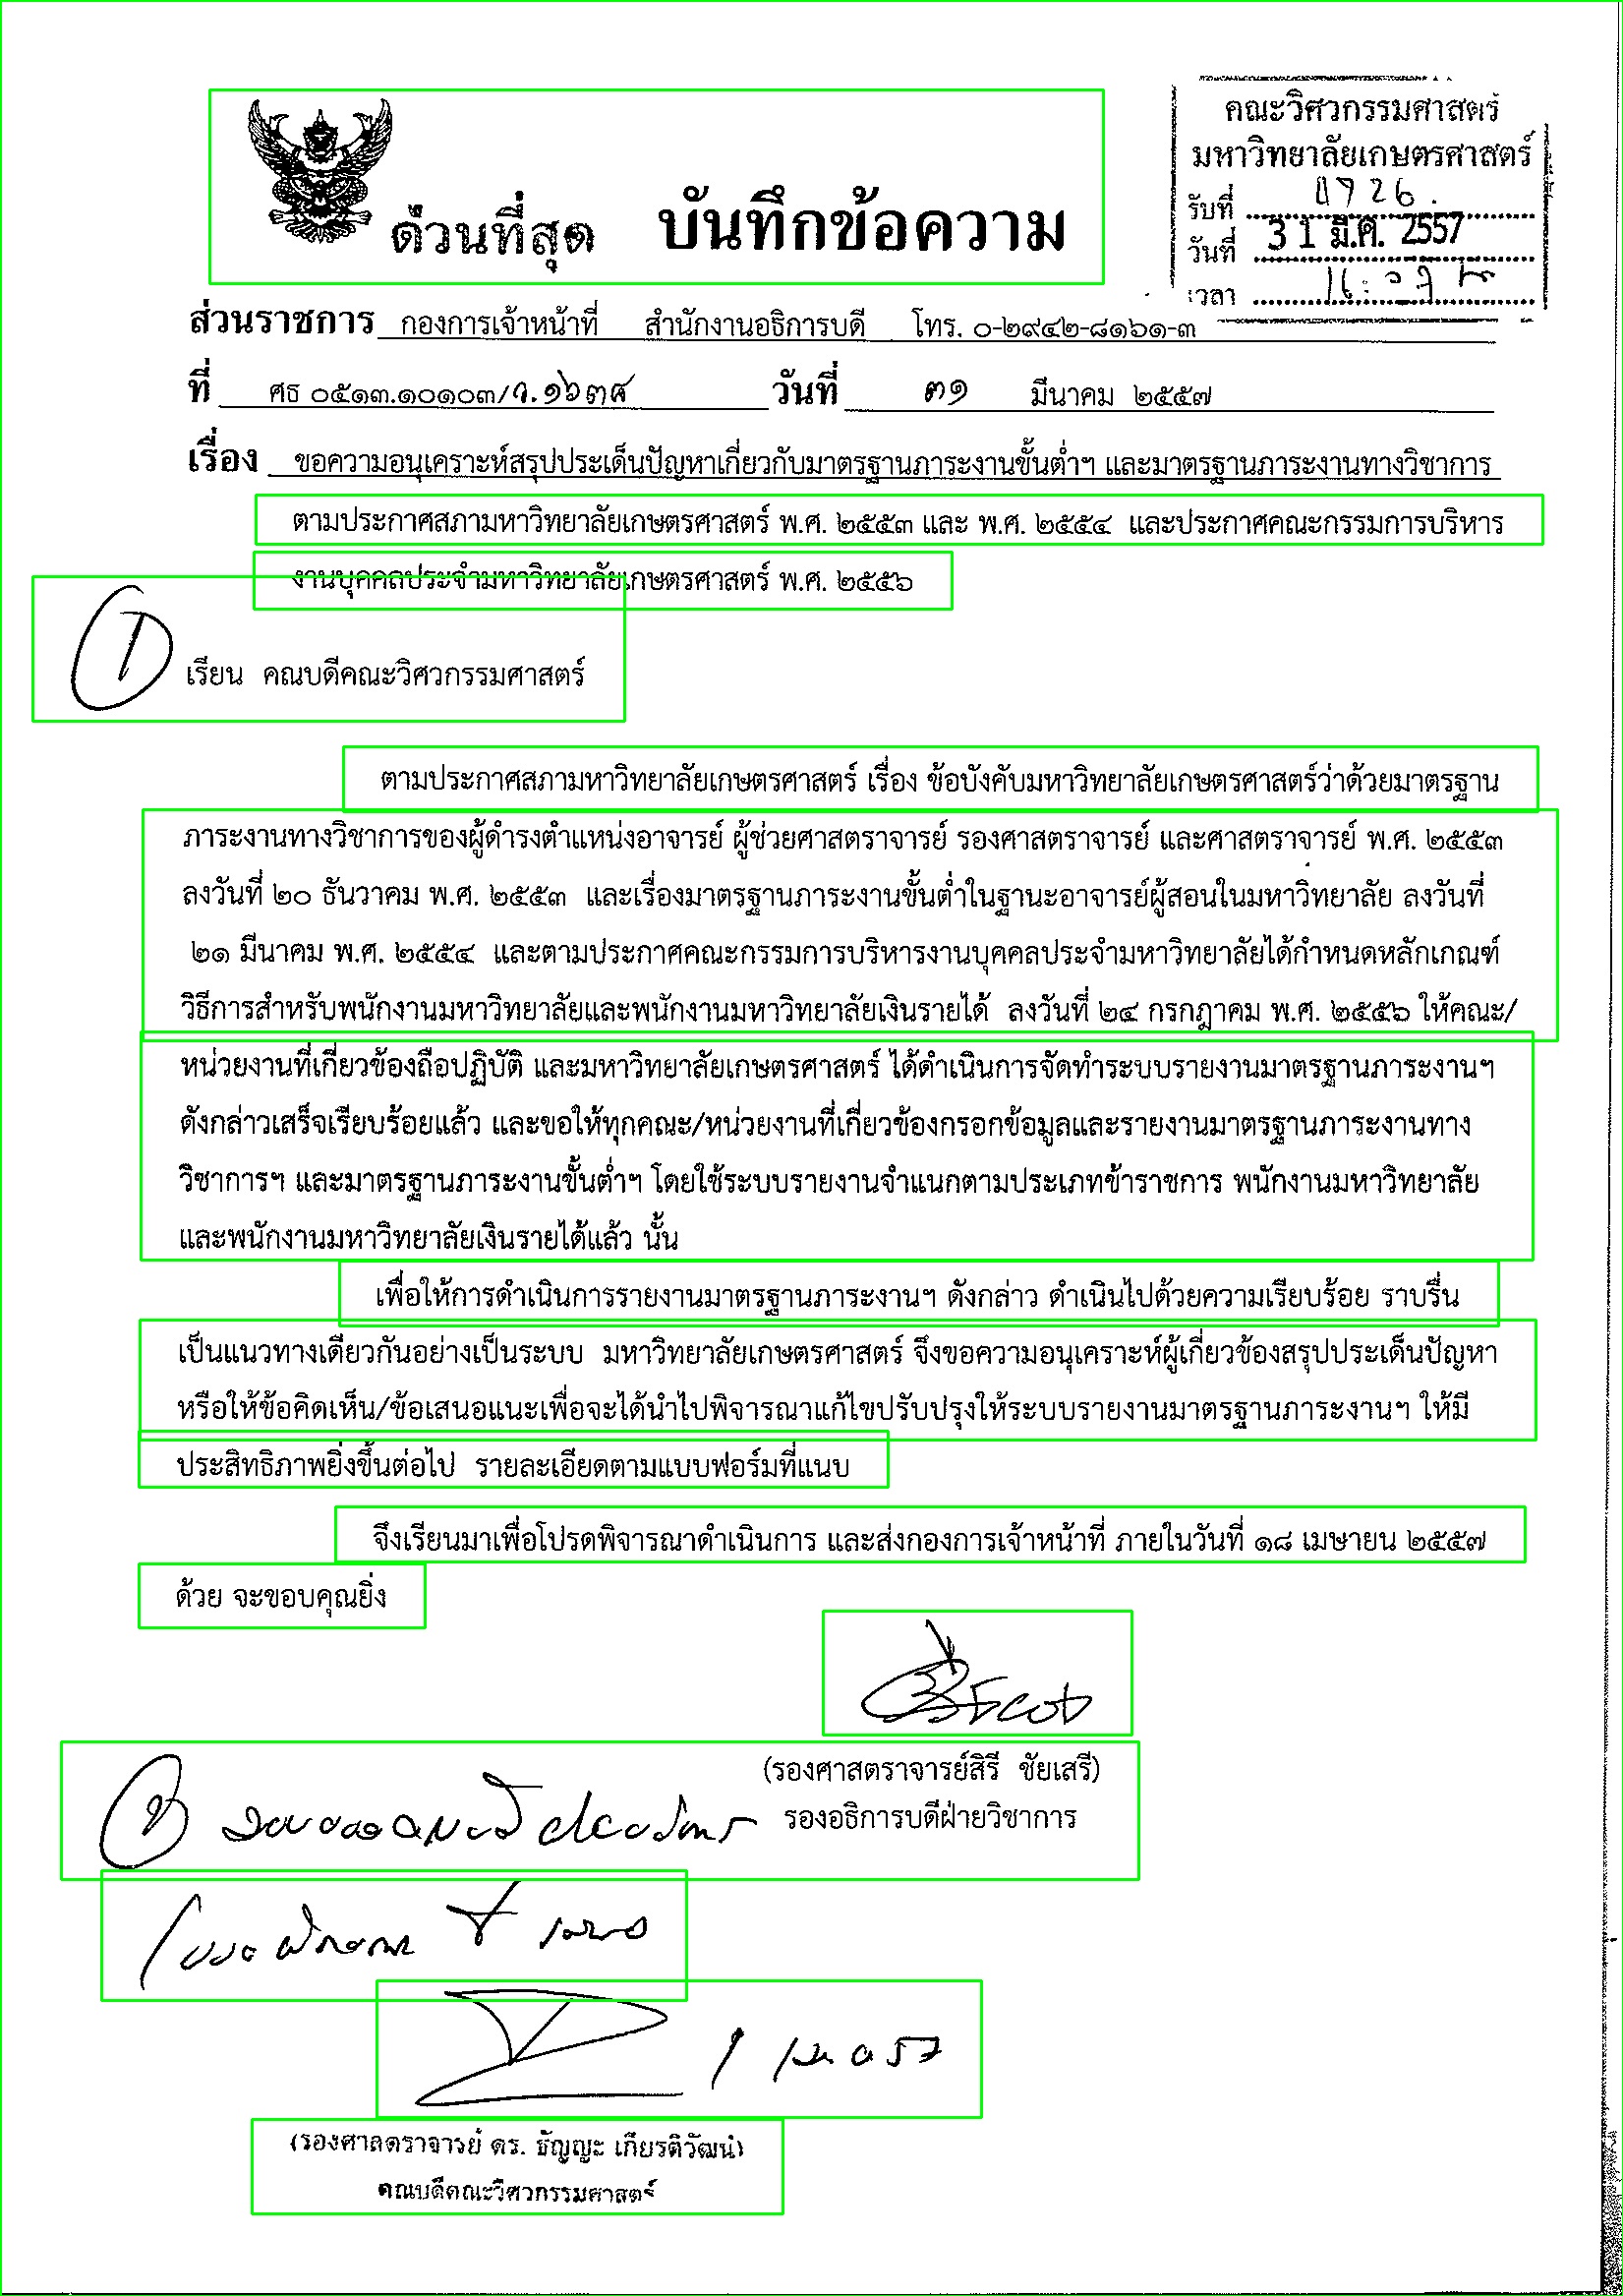 คณะวิศวกรรมศาสตร์
มหาวิทยาลัยเกษตรศาสตร์
รับที่
วันที่ 31 มี.ค. 2557
เวลา
ด่วนที่สุด บันทึกข้อความ
ส่วนราชการ กองการเจ้าหน้าที่ สำนักงานอธิการบดี โทร. ๐-๒๙๔๒-๘๑๖๑-๓
ที่ ศธ ๐๕๑๓.๑๐๑๐๓/ วันที่ ๓๑ มีนาคม ๒๕๕๗
เรื่อง ขอความอนุเคราะห์สรุปประเด็นปัญหาเกี่ยวกับมาตรฐานภาระงานขั้นต่ำฯ และมาตรฐานภาระงานทางวิชาการ
ตามประกาศสภามหาวิทยาลัยเกษตรศาสตร์ พ.ศ. ๒๕๕๓ และ พ.ศ. ๒๕๕๔ และประกาศคณะกรรมการบริหาร
งานบุคคลประจำมหาวิทยาลัยเกษตรศาสตร์ พ.ศ. ๒๕๕๖
1 เรียน คณบดีคณะวิศวกรรมศาสตร์
ตามประกาศสภามหาวิทยาลัยเกษตรศาสตร์ เรื่อง ข้อบังคับมหาวิทยาลัยเกษตรศาสตร์ว่าด้วยมาตรฐาน
ภาระงานทางวิชาการของผู้ดำรงตำแหน่งอาจารย์ ผู้ช่วยศาสตราจารย์ รองศาสตราจารย์ และศาสตราจารย์ พ.ศ. ๒๕๕๓
ลงวันที่ ๒๐ ธันวาคม พ.ศ. ๒๕๕๓ และเรื่องมาตรฐานภาระงานขั้นต่ำในฐานะอาจารย์ผู้สอนในมหาวิทยาลัย ลงวันที่
๒๑ มีนาคม พ.ศ. ๒๕๕๔ และตามประกาศคณะกรรมการบริหารงานบุคคลประจำมหาวิทยาลัยได้กำหนดหลักเกณฑ์
วิธีการสำหรับพนักงานมหาวิทยาลัยและพนักงานมหาวิทยาลัยเงินรายได้ ลงวันที่ ๒๔ กรกฎาคม พ.ศ. ๒๕๕๖ ให้คณะ/
หน่วยงานที่เกี่ยวข้องถือปฏิบัติ และมหาวิทยาลัยเกษตรศาสตร์ ได้ดำเนินการจัดทำระบบรายงานมาตรฐานภาระงานฯ
ดังกล่าวเสร็จเรียบร้อยแล้ว และขอให้ทุกคณะ/หน่วยงานที่เกี่ยวข้องกรอกข้อมูลและรายงานมาตรฐานภาระงานทาง
วิชาการฯ และมาตรฐานภาระงานขั้นต่ำฯ โดยใช้ระบบรายงานจำแนกตามประเภทข้าราชการ พนักงานมหาวิทยาลัย
และพนักงานมหาวิทยาลัยเงินรายได้แล้ว นั้น
เพื่อให้การดำเนินการรายงานมาตรฐานภาระงานฯ ดังกล่าว ดำเนินไปด้วยความเรียบร้อย ราบรื่น
เป็นแนวทางเดียวกันอย่างเป็นระบบ มหาวิทยาลัยเกษตรศาสตร์ จึงขอความอนุเคราะห์ผู้เกี่ยวข้องสรุปประเด็นปัญหา
หรือให้ข้อคิดเห็น/ข้อเสนอแนะเพื่อจะได้นำไปพิจารณาแก้ไขปรับปรุงให้ระบบรายงานมาตรฐานภาระงานฯ ให้มี
ประสิทธิภาพยิ่งขึ้นต่อไป รายละเอียดตามแบบฟอร์มที่แนบ
จึงเรียนมาเพื่อโปรดพิจารณาดำเนินการ และส่งกองการเจ้าหน้าที่ ภายในวันที่ ๑๘ เมษายน ๒๕๕๗
ด้วย จะขอบคุณยิ่ง
(รองศาสตราจารย์สิรี ชัยเสรี)
รองอธิการบดีฝ่ายวิชาการ
(รองศาสตราจารย์ ดร. ธัญญะ เกียรติวัฒน์)
คณบดีคณะวิศวกรรมศาสตร์